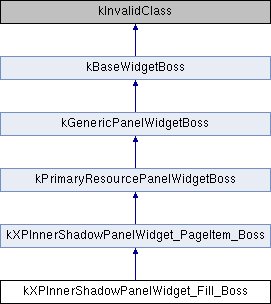 kInvalidClass
kBaseWidgetBoss
kGenericPanelWidgetBoss
kPrimaryResourcePanelWidgetBoss
kXPInnerShadowPanelWidget_PageItem_Boss
kXPInnerShadowPanelWidget_Fill_Boss